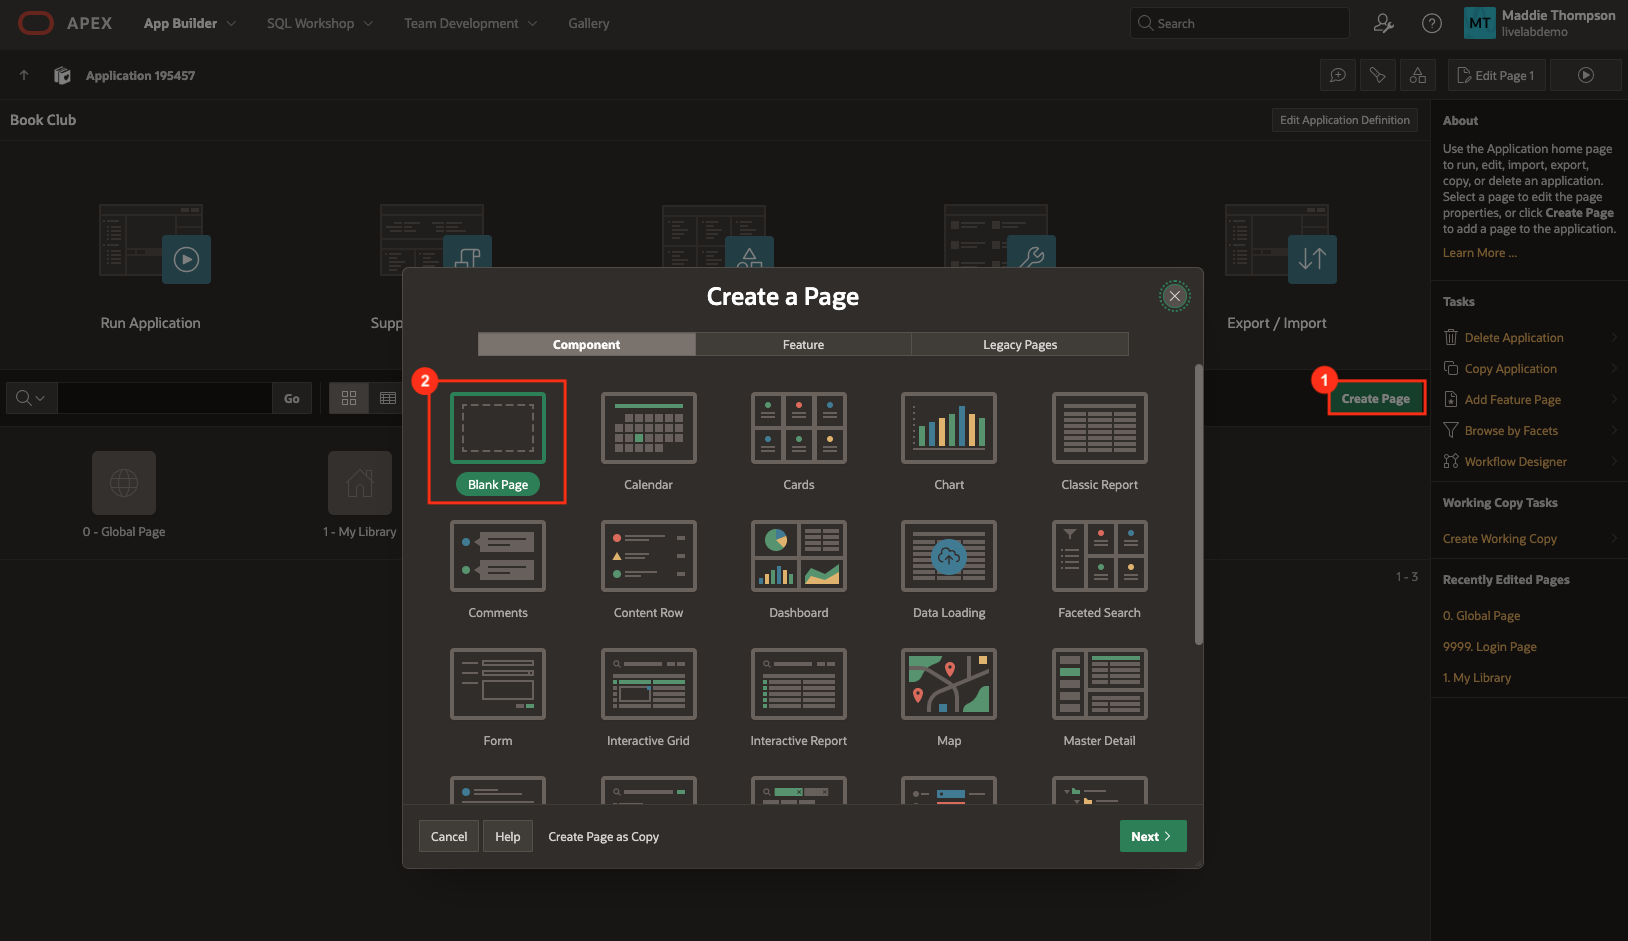 APEX
App Builder
SQL Workshop
Team Development
Gallery
Search
MT
Maddie Thompson
livelabdemo
Application 195457
Edit Page 1
Book Club
Edit Application Definition
Run Application
Supp
Export / Import
Go
Create Page
1
0 - Global Page
1 - My Library
1 - 3
Create a Page
Component
Feature
Legacy Pages
2
Blank Page
Calendar
Cards
Chart
Classic Report
Comments
Content Row
Dashboard
Data Loading
Faceted Search
Form
Interactive Grid
Interactive Report
Map
Master Detail
Cancel
Help
Create Page as Copy
Next
About
Use the Application home page
to run, edit, import, export,
copy, or delete an application.
Select a page to edit the page
properties, or click Create Page
to add a page to the application.
Learn More ...
Tasks
Delete Application
Copy Application
Add Feature Page
Browse by Facets
Workflow Designer
Working Copy Tasks
Create Working Copy
Recently Edited Pages
0. Global Page
9999. Login Page
1. My Library